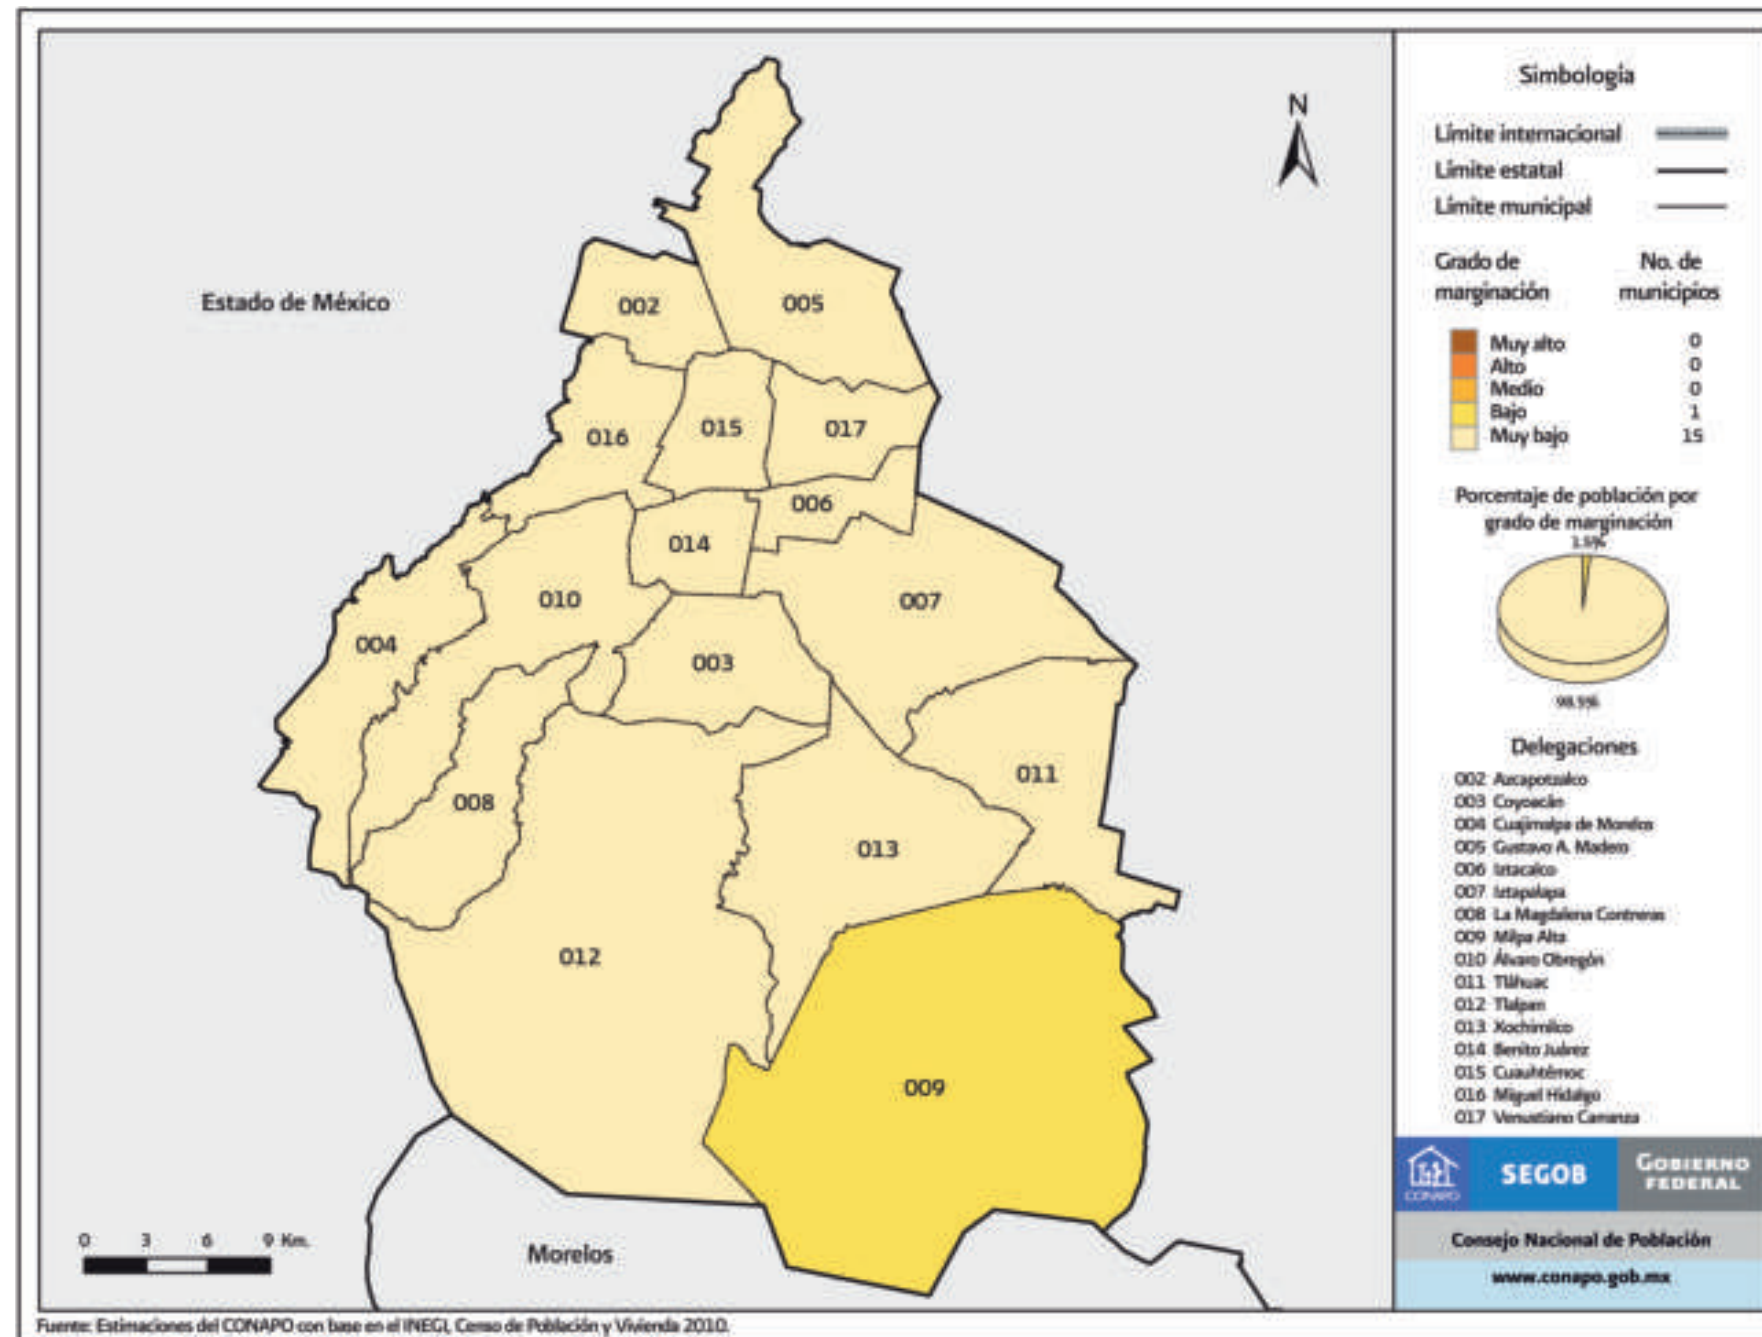 Estado de México
N
002
005
016
015
017
006
014
010
007
004
003
011
008
013
012
009
0 3 6 9 Km.
Morelos
Simbología
Límite internacional
Límite estatal
Límite municipal
Grado de marginación
No. de municipios
Muy alto 0
Alto 0
Medio 0
Bajo 1
Muy bajo 15
Porcentaje de población por
grado de marginación
1.5%
98.5%
Delegaciones
002 Azcapotzalco
003 Coyoacán
004 Cuajimalpa de Morelos
005 Gustavo A. Madero
006 Iztacalco
007 Iztapalapa
008 La Magdalena Contreras
009 Milpa Alta
010 Álvaro Obregón
011 Tláhuac
012 Tlalpan
013 Xochimilco
014 Benito Juárez
015 Cuauhtémoc
016 Miguel Hidalgo
017 Venustiano Carranza
CONAPO
SEGOB
GOBIERNO
FEDERAL
Consejo Nacional de Población
www.conapo.gob.mx
Fuente: Estimaciones del CONAPO con base en el INEGI, Censo de Población y Vivienda 2010.